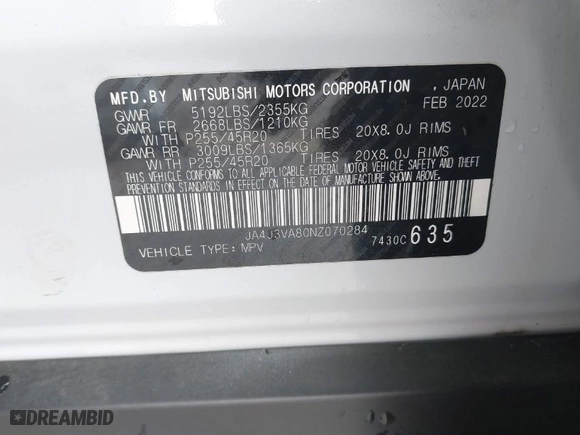 MFD.BY MITSUBISHI MOTORS CORPORATION , JAPAN
GVWR 5192LBS/2355KG FEB 2022
GAWR FR 2668LBS/1210KG
WITH P255/45R20 TIRES 20X8.0J RIMS
GAWR RR 3009LBS/1365KG
WITH P255/45R20 TIRES 20X8.0J RIMS
THIS VEHICLE CONFORMS TO ALL APPLICABLE FEDERAL MOTOR VEHICLE SAFETY AND THEFT
PREVENTION STANDARDS IN EFFECT ON THE DATE OF MANUFACTURE SHOWN ABOVE.
JA4J3VA80NZ070284
VEHICLE TYPE: MPV 7430C 635
DREAMBID